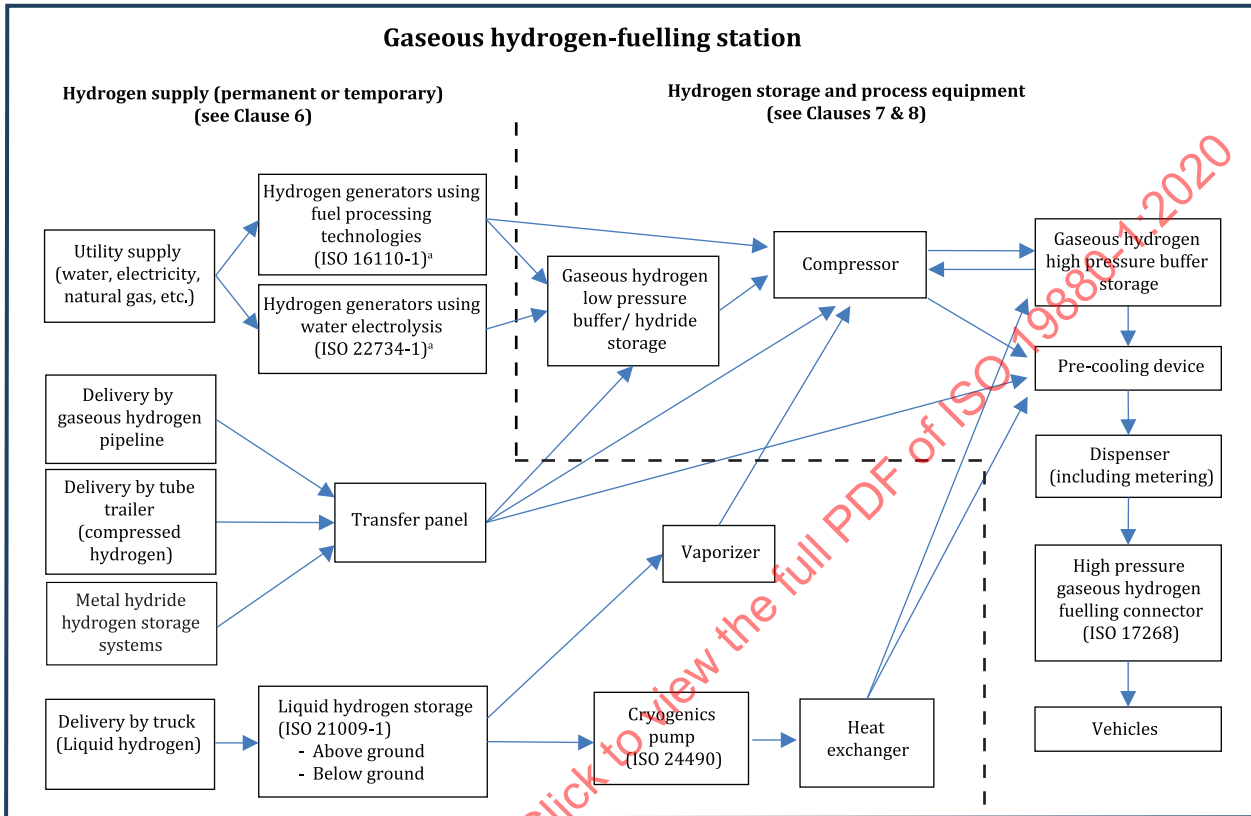 Gaseous hydrogen-fuelling station
Hydrogen supply (permanent or temporary)
(see Clause 6)
Hydrogen storage and process equipment
(see Clauses 7 & 8)
Utility supply
(water, electricity,
natural gas, etc.)
Hydrogen generators using
fuel processing
technologies
(ISO 16110-1)ᵃ
Hydrogen generators using
water electrolysis
(ISO 22734-1)ᵃ
Gaseous hydrogen
low pressure
buffer/ hydride
storage
Compressor
Gaseous hydrogen
high pressure buffer
storage
Pre-cooling device
Dispenser
(including metering)
High pressure
gaseous hydrogen
fuelling connector
(ISO 17268)
Vehicles
Delivery by
gaseous hydrogen
pipeline
Delivery by tube
trailer
(compressed
hydrogen)
Metal hydride
hydrogen storage
systems
Transfer panel
Vaporizer
Delivery by truck
(Liquid hydrogen)
Liquid hydrogen storage
(ISO 21009-1)
- Above ground
- Below ground
Cryogenics
pump
(ISO 24490)
Heat
exchanger
Click to view the full PDF of ISO 19880-1:2020